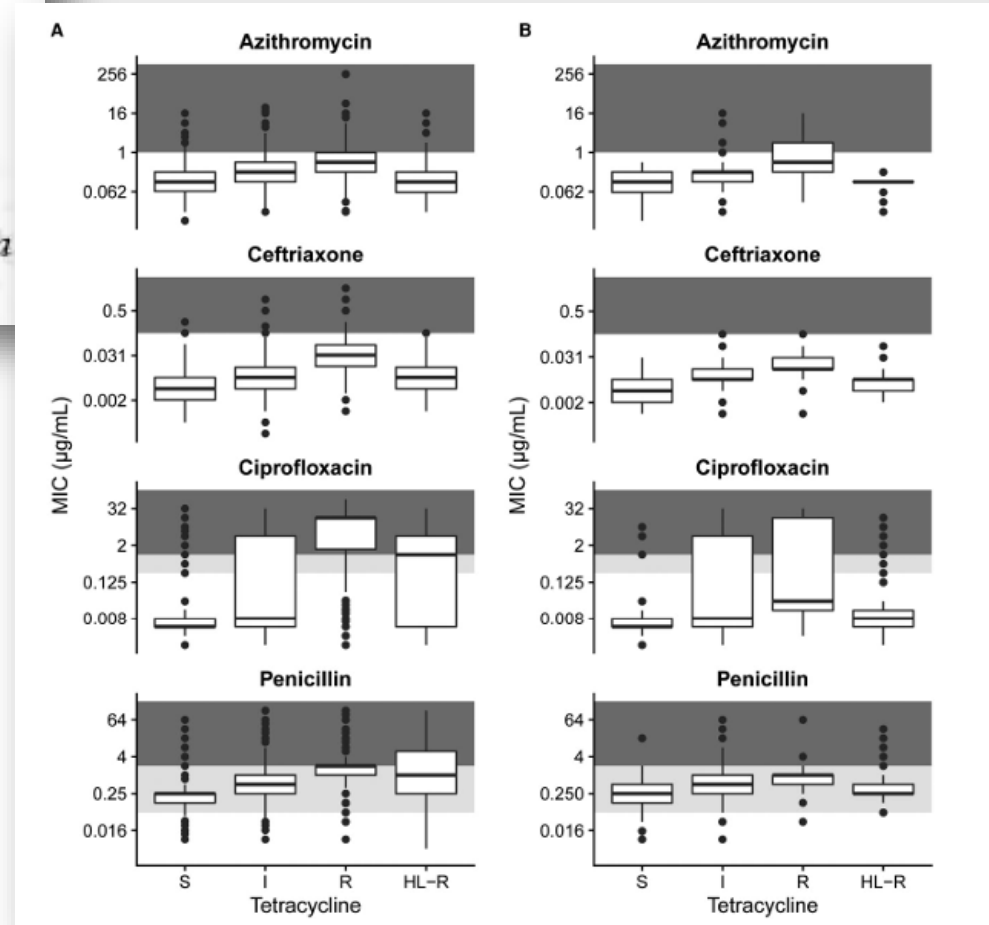 A
Azithromycin
256
16
1
0.062
Ceftriaxone
0.5
0.031
0.002
Ciprofloxacin
32
2
0.125
0.008
Penicillin
64
4
0.25
0.016
MIC (µg/mL)
S I R HL-R
Tetracycline
B
Azithromycin
256
16
1
0.062
Ceftriaxone
0.5
0.031
0.002
Ciprofloxacin
32
2
0.125
0.008
Penicillin
64
4
0.250
0.016
MIC (µg/mL)
S I R HL-R
Tetracycline